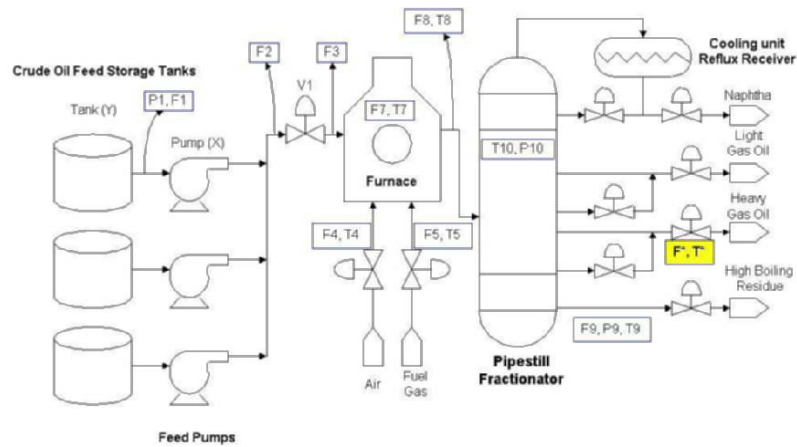 F8, T8
Cooling unit
Reflux Receiver
F2
F3
Crude Oil Feed Storage Tanks
V1
P1, F1
Naphtha
Tank (Y)
F7, T7
Light
Gas Oil
Pump (X)
T10, P10
Furnace
Heavy
Gas Oil
F4, T4
F5, T5
F*, T*
High Boiling
Residue
F9, P9, T9
Pipestill
Fractionator
Air
Fuel
Gas
Feed Pumps